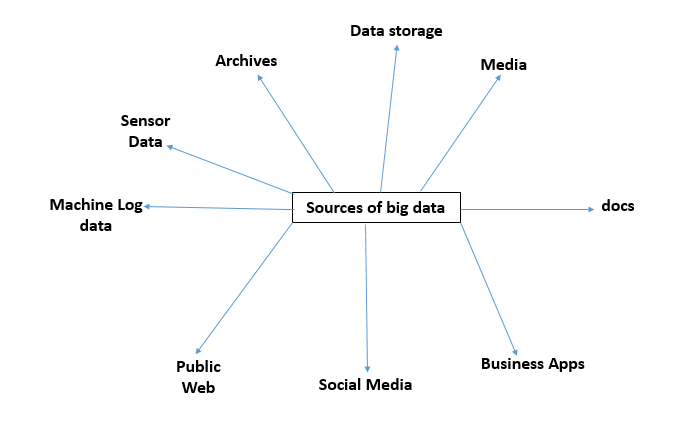 Data storage
Archives
Media
Sensor
Data
Machine Log
data
Sources of big data
docs
Public
Web
Social Media
Business Apps